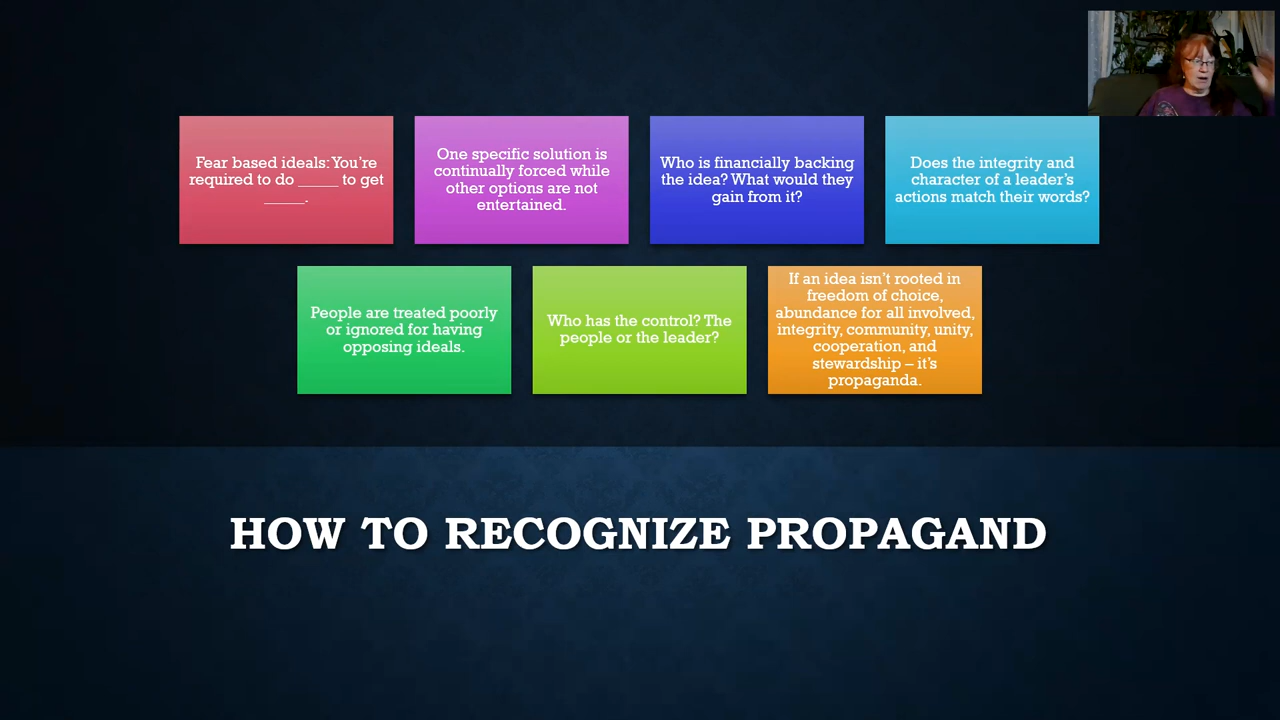 Fear based ideals: You're
required to do _____ to get
_____.
One specific solution is
continually forced while
other options are not
entertained.
Who is financially backing
the idea? What would they
gain from it?
Does the integrity and
character of a leader's
actions match their words?
People are treated poorly
or ignored for having
opposing ideals.
Who has the control? The
people or the leader?
If an idea isn't rooted in
freedom of choice,
abundance for all involved,
integrity, community, unity,
cooperation, and
stewardship – it's
propaganda.
HOW TO RECOGNIZE PROPAGAND